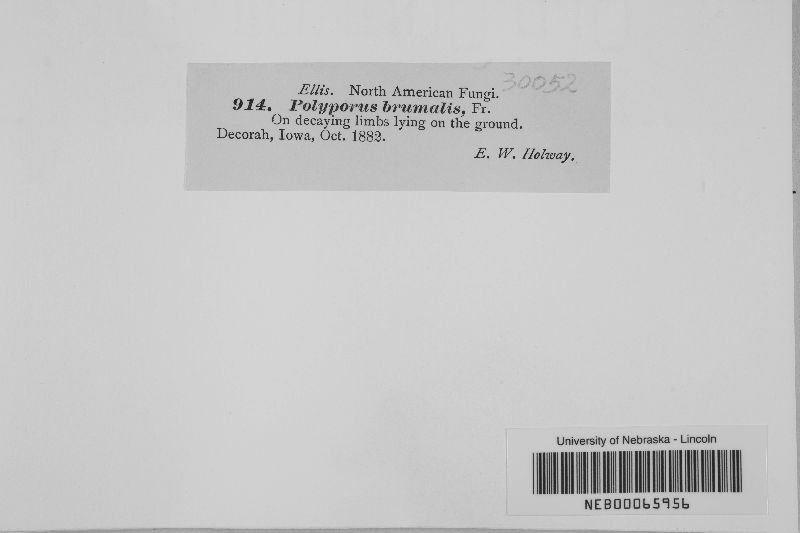 30052
Ellis. North American Fungi.
914. Polyporus brumalis, Fr.
On decaying limbs lying on the ground.
Decorah, Iowa, Oct. 1882.
E. W. Holway.
University of Nebraska - Lincoln
NEB00065956